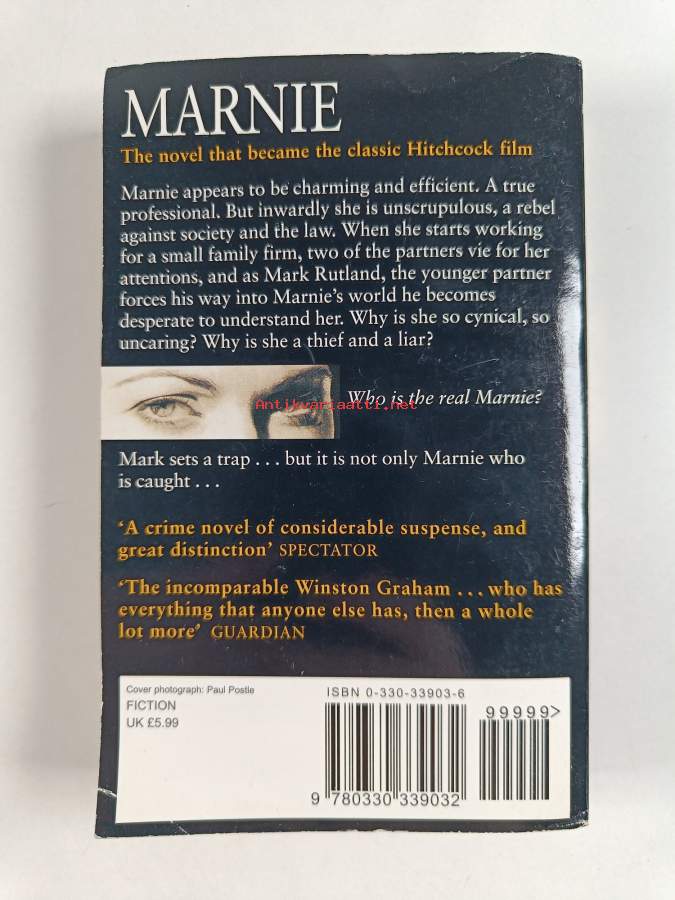 MARNIE
The novel that became the classic Hitchcock film
Marnie appears to be charming and efficient. A true
professional. But inwardly she is unscrupulous, a rebel
against society and the law. When she starts working
for a small family firm, two of the partners vie for her
attentions, and as Mark Rutland, the younger partner
forces his way into Marnie's world he becomes
desperate to understand her. Why is she so cynical, so
uncaring? Why is she a thief and a liar?
Who is the real Marnie?
Antikvariaatti.net
Mark sets a trap . . . but it is not only Marnie who
is caught . . .
‘A crime novel of considerable suspense, and
great distinction’ SPECTATOR
‘The incomparable Winston Graham . . . who has
everything that anyone else has, then a whole
lot more’ GUARDIAN
Cover photograph: Paul Postle
FICTION
UK £5.99
ISBN 0-330-33903-6
99999>
9 780330 339032